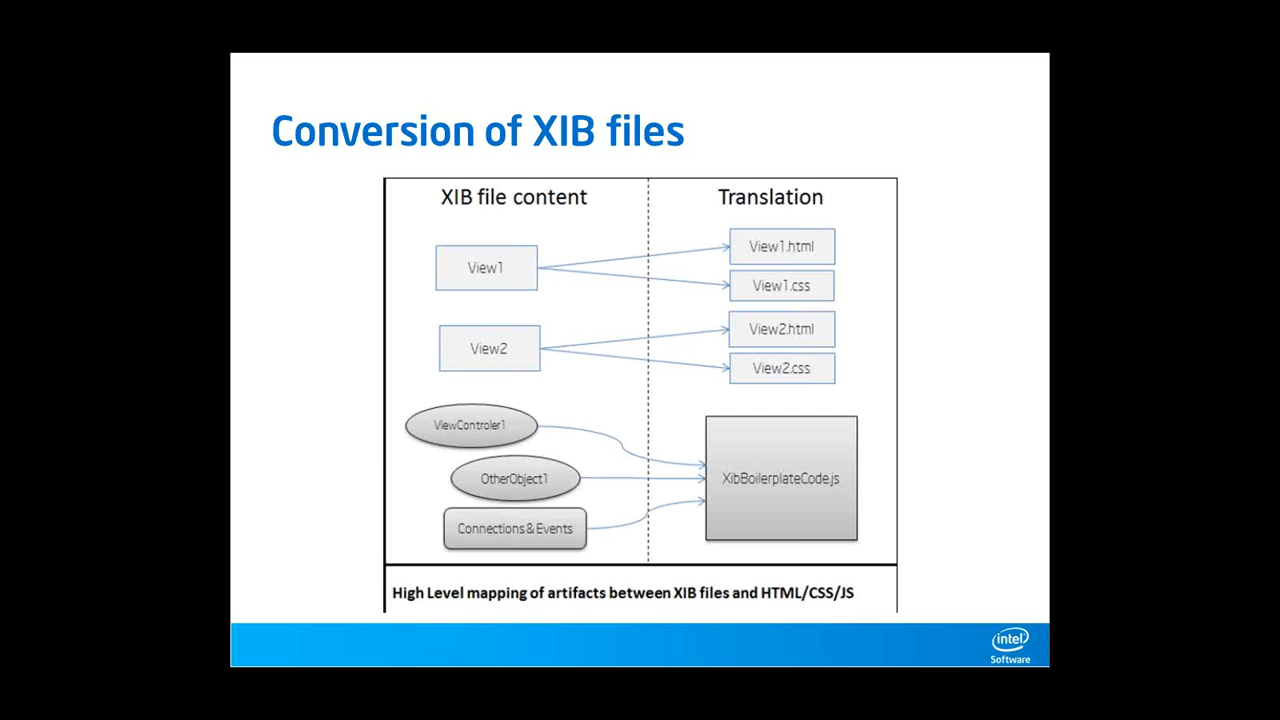 Conversion of XIB files
XIB file content
Translation
View1
View1.html
View1.css
View2
View2.html
View2.css
ViewControler1
OtherObject1
Connections & Events
XibBoilerplateCode.js
High Level mapping of artifacts between XIB files and HTML/CSS/JS
intel
Software